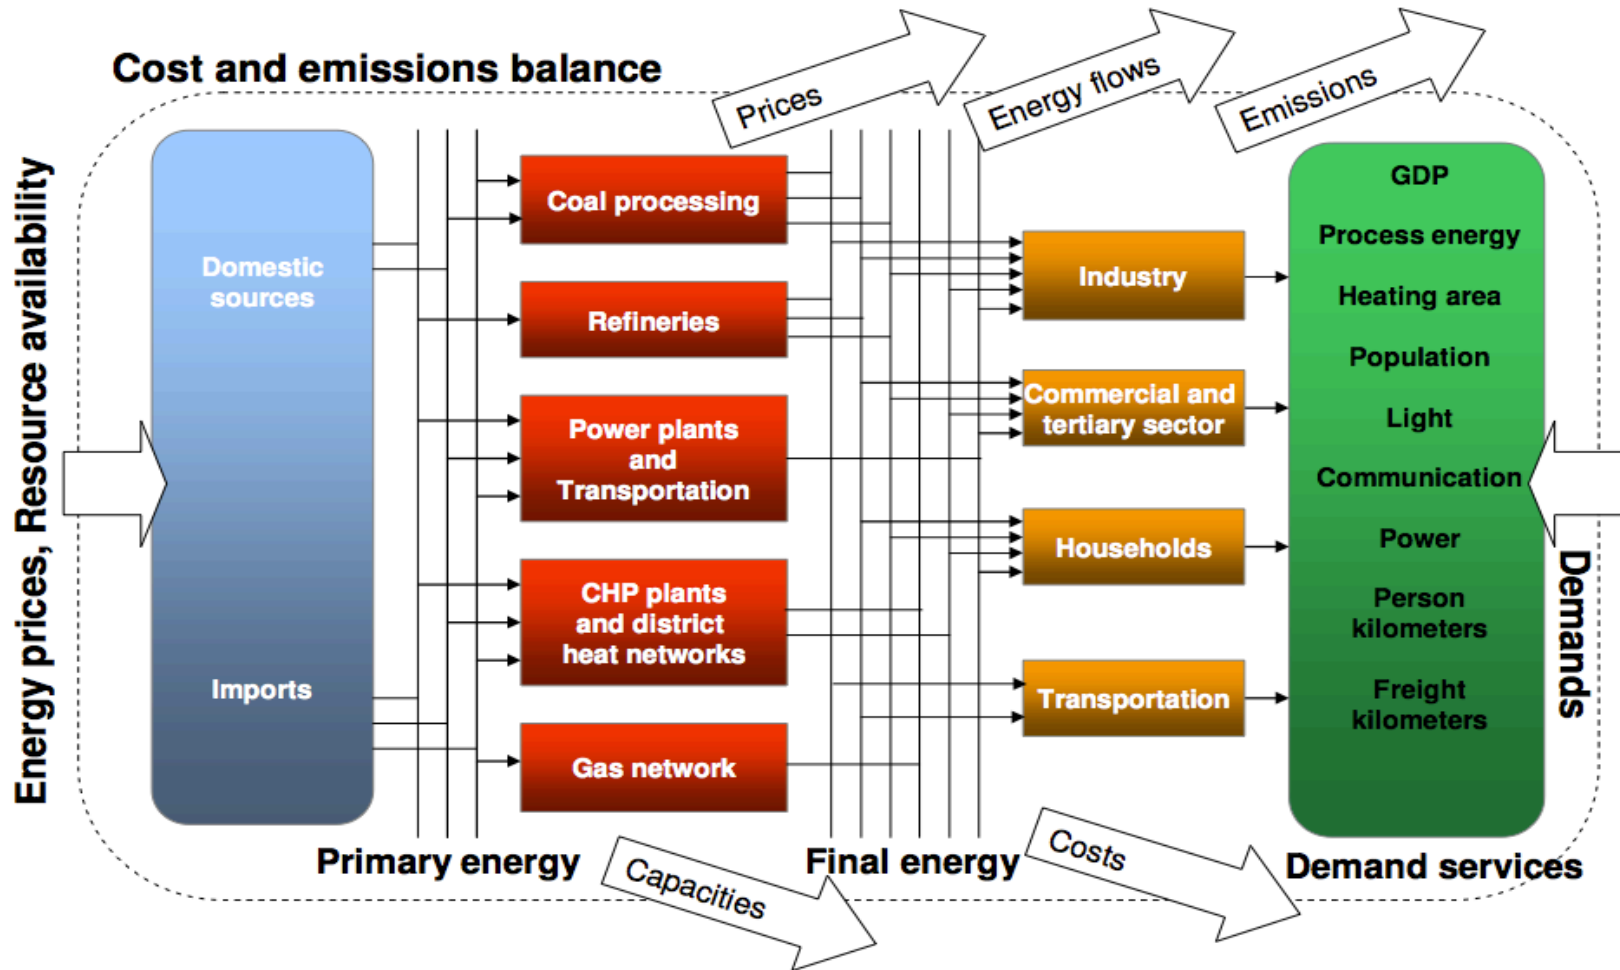 Cost and emissions balance
Prices
Energy flows
Emissions
Energy prices, Resource availability
Domestic
sources
Imports
Primary energy
Coal processing
Refineries
Power plants
and
Transportation
CHP plants
and district
heat networks
Gas network
Capacities
Final energy
Industry
Commercial and
tertiary sector
Households
Transportation
Costs
GDP
Process energy
Heating area
Population
Light
Communication
Power
Person
kilometers
Freight
kilometers
Demand services
Demands